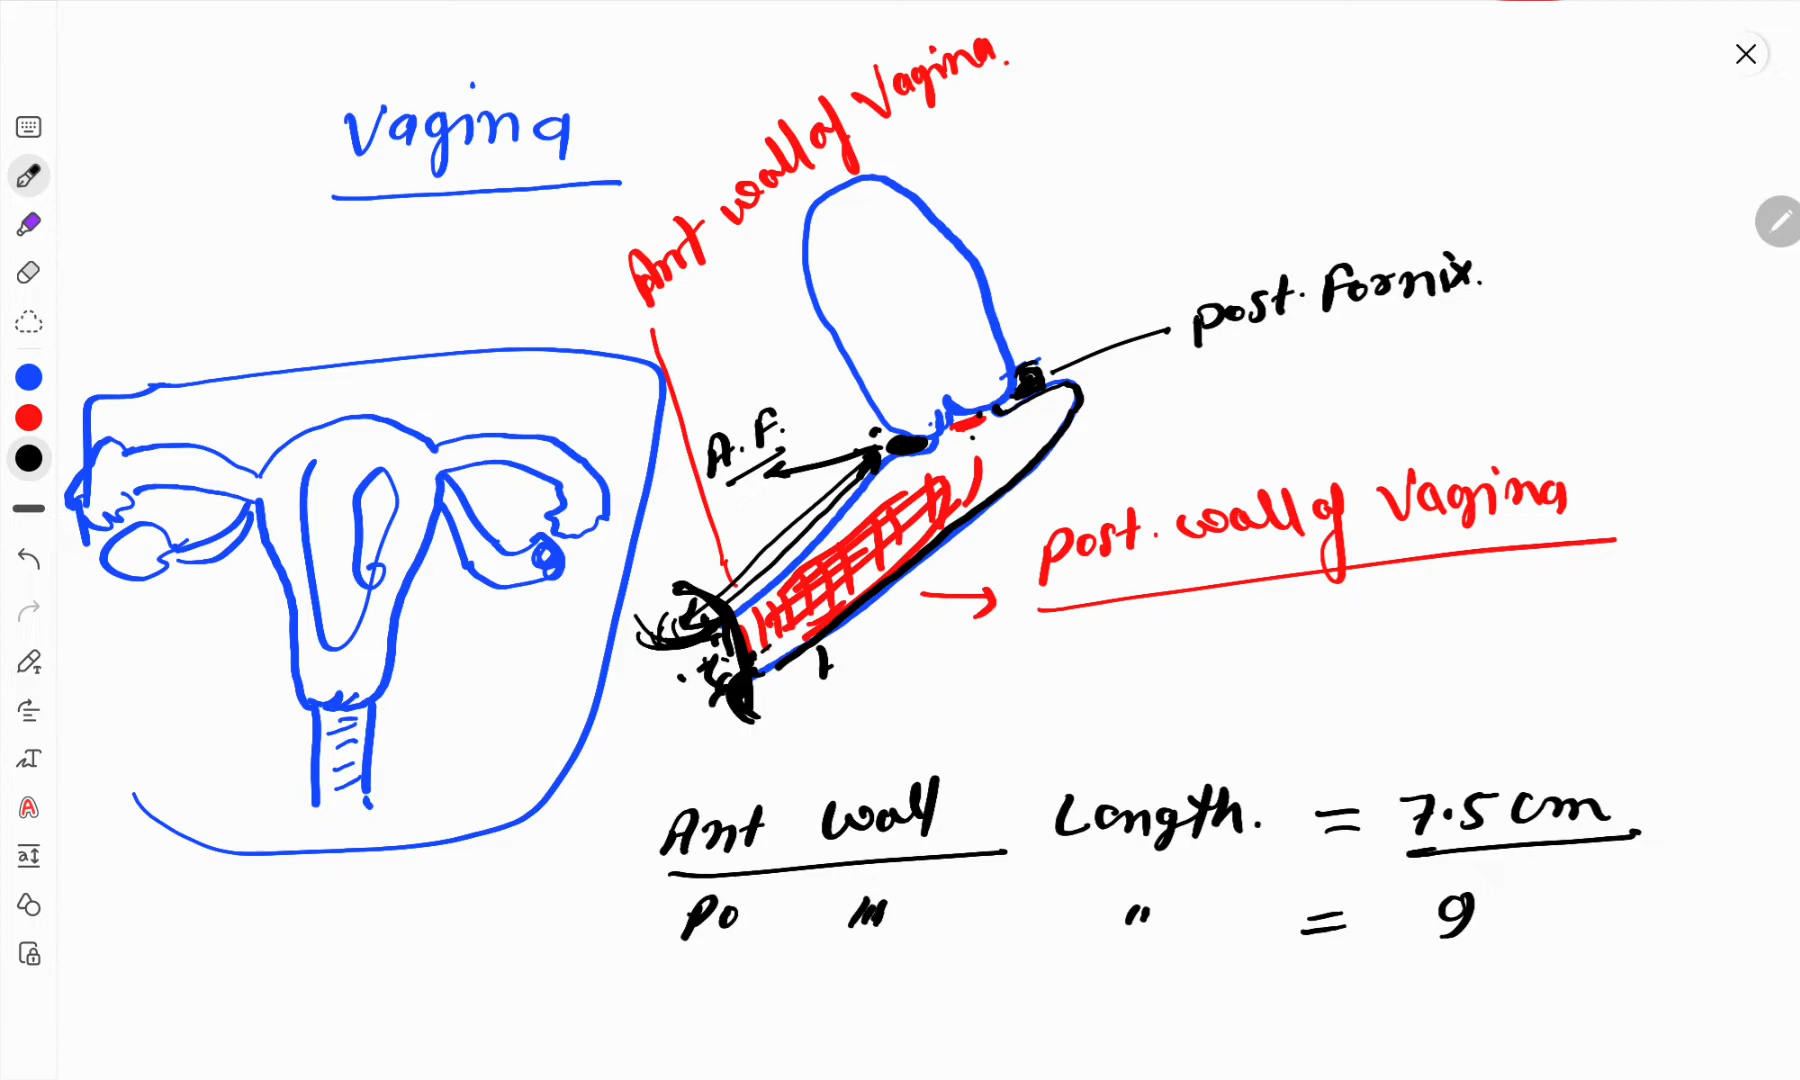 Vagina
Ant wall of Vagina.
post. Fornix.
A.F.
post. wall of Vagina
Ant Wall Length. = 7.5 cm
Po " " = 9